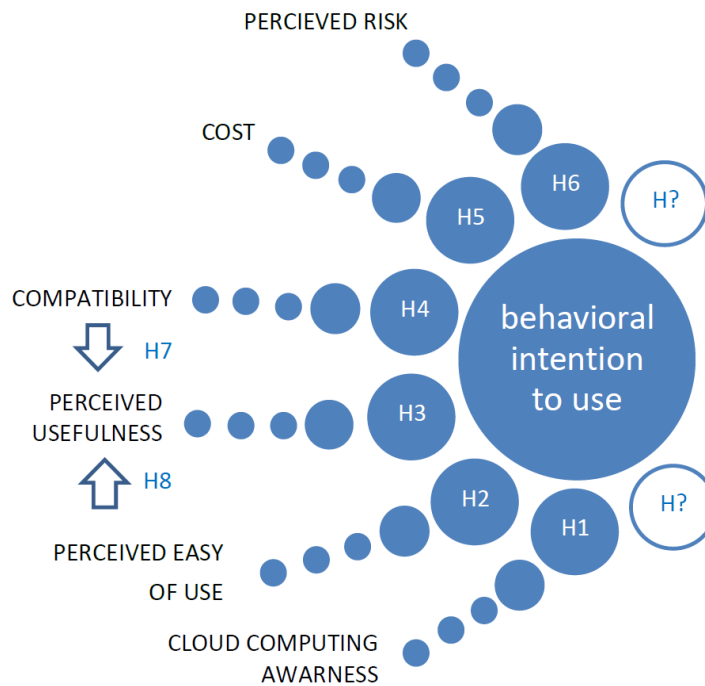 PERCIEVED RISK
COST
H6
H?
H5
COMPATIBILITY
H4
behavioral
intention
to use
H7
PERCEIVED
USEFULNESS
H3
H8
H2
H?
H1
PERCEIVED EASY
OF USE
CLOUD COMPUTING
AWARNESS